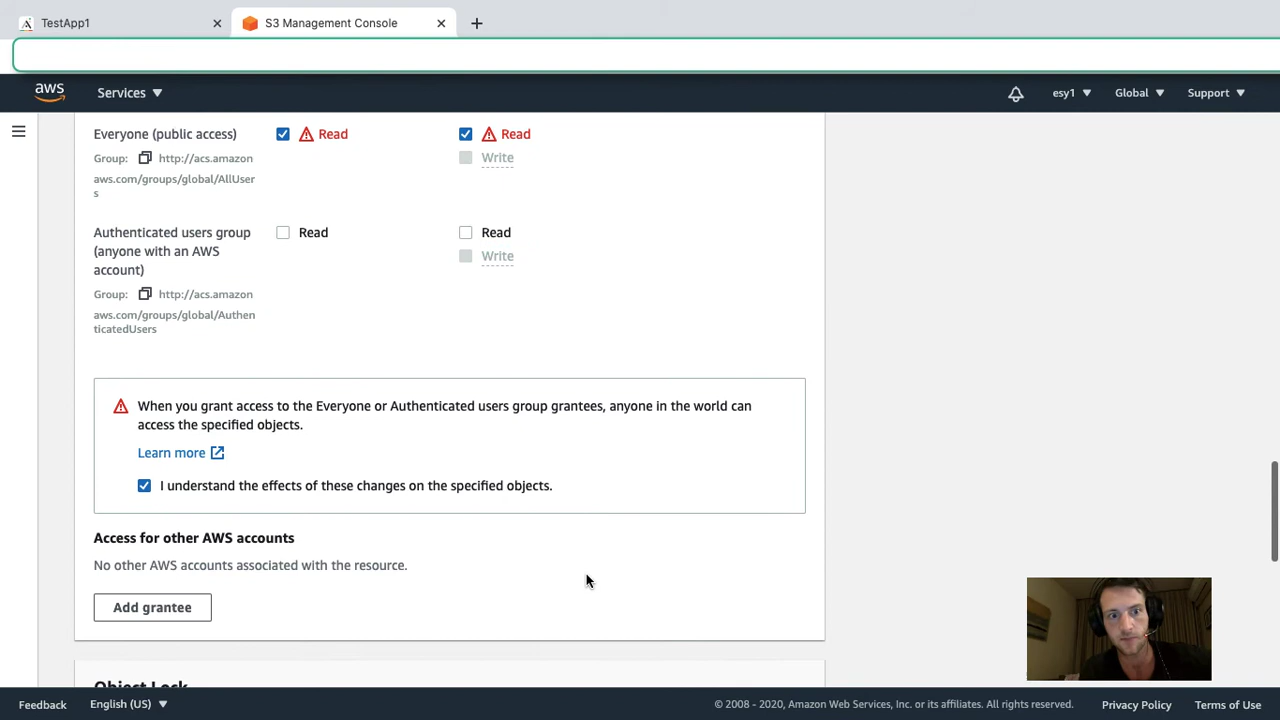 TestApp1
S3 Management Console
aws
Services
esy1
Global
Support
Everyone (public access)
Read
Read
Group:
http://acs.amazon
Write
aws.com/groups/global/AllUser
s
Authenticated users group
Read
Read
(anyone with an AWS
Write
account)
Group:
http://acs.amazon
aws.com/groups/global/Authen
ticatedUsers
When you grant access to the Everyone or Authenticated users group grantees, anyone in the world can
access the specified objects.
Learn more
I understand the effects of these changes on the specified objects.
Access for other AWS accounts
No other AWS accounts associated with the resource.
Add grantee
Object Lock
Feedback
English (US)
© 2008 - 2020, Amazon Web Services, Inc. or its affiliates. All rights reserved.
Privacy Policy
Terms of Use